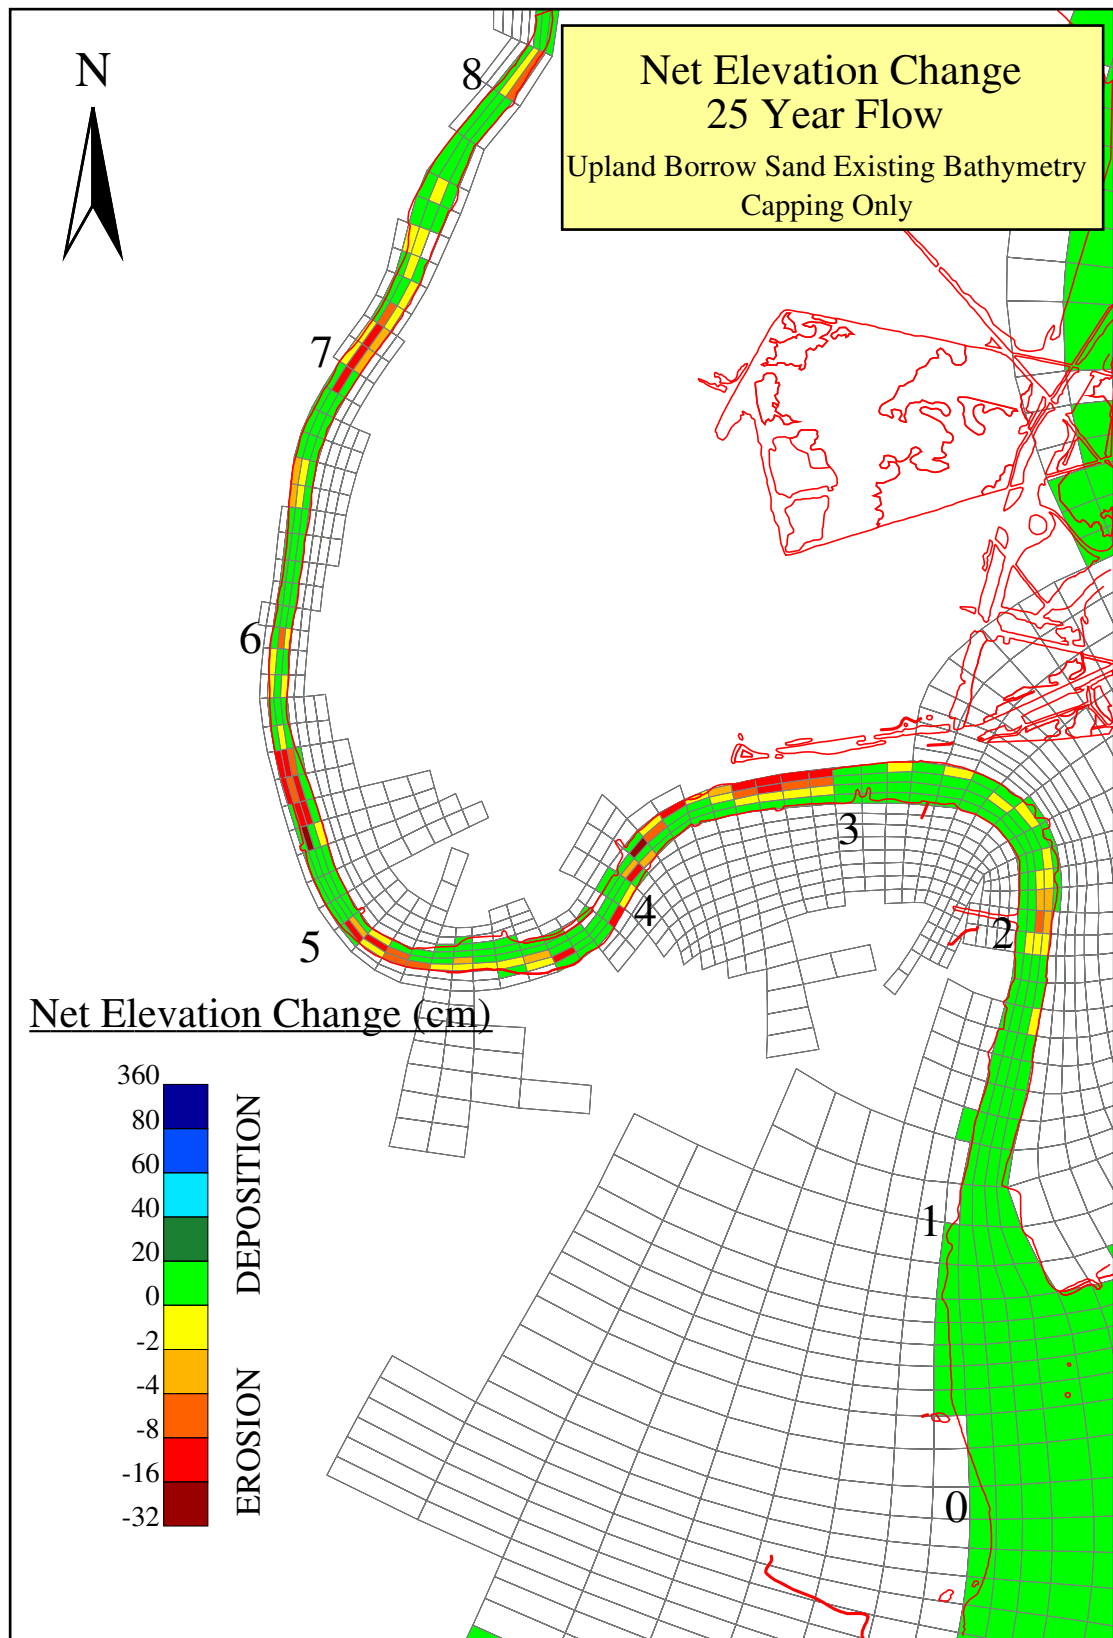 N
Net Elevation Change
25 Year Flow
Upland Borrow Sand Existing Bathymetry
Capping Only
8
7
6
5
4
3
2
1
0
Net Elevation Change (cm)
360
80
60
40
20
0
-2
-4
-8
-16
-32
DEPOSITION
EROSION